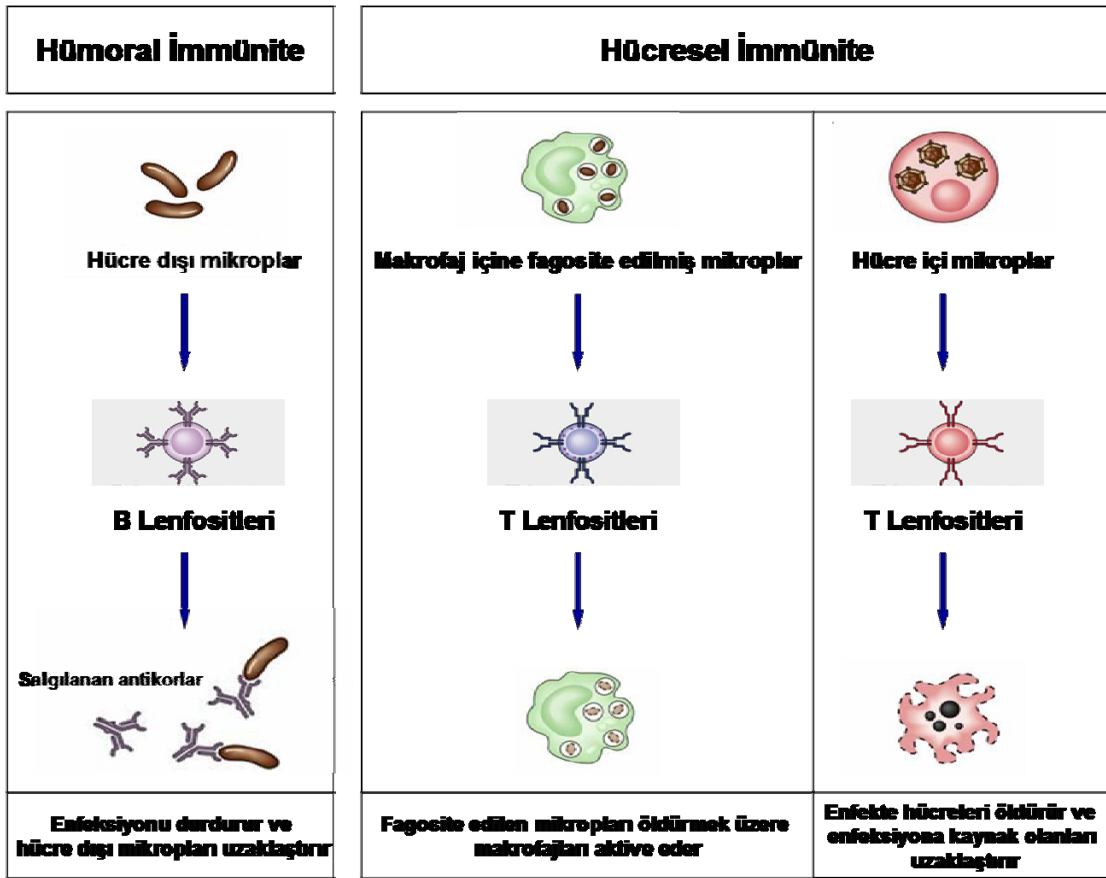 Hümoral İmmünite
Hücresel İmmünite
Hücre dışı mikroplar
Makrofaj içine fagosite edilmiş mikroplar
Hücre içi mikroplar
B Lenfositleri
T Lenfositleri
T Lenfositleri
Salgılanan antikorlar
Enfeksiyonu durdurur ve
hücre dışı mikropları uzaklaştırır
Fagosite edilen mikropları öldürmek üzere
makrofajları aktive eder
Enfekte hücreleri öldürür ve
enfeksiyona kaynak olanları
uzaklaştırır